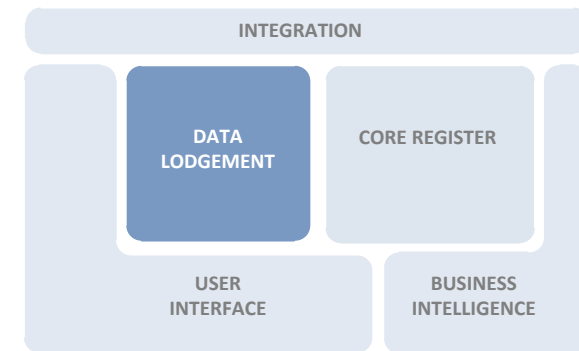 INTEGRATION
DATA
LODGEMENT
CORE REGISTER
USER
INTERFACE
BUSINESS
INTELLIGENCE